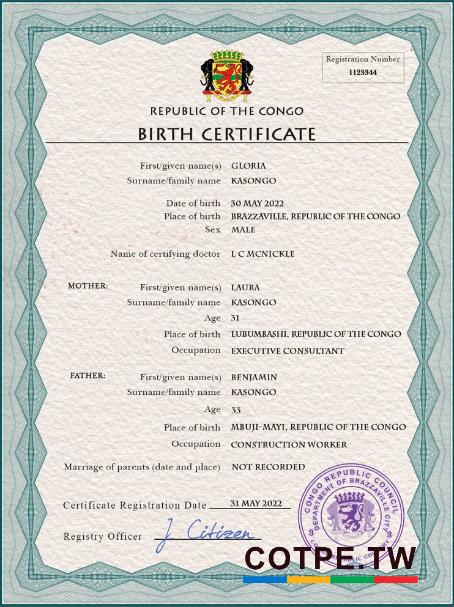 Registration Number
1123344
REPUBLIC OF THE CONGO
BIRTH CERTIFICATE
First/given name(s) GLORIA
Surname/family name KASONGO
Date of birth 30 MAY 2022
Place of birth BRAZZAVILLE, REPUBLIC OF THE CONGO
Sex MALE
Name of certifying doctor I. C MCNICKLE
MOTHER: First/given name(s) LAURA
Surname/family name KASONGO
Age 31
Place of birth LUBUMBASHI, REPUBLIC OF THE CONGO
Occupation EXECUTIVE CONSULTANT
FATHER: First/given name(s) BENJAMIN
Surname/family name KASONGO
Age 33
Place of birth MBUJI-MAYI, REPUBLIC OF THE CONGO
Occupation CONSTRUCTION WORKER
Marriage of parents (date and place) NOT RECORDED
CONGO REPUBLIC COUNCIL
DEPARTMENT OF BRAZZAVILLE CITY
Certificate Registration Date 31 MAY 2022
Registry Officer J. Citizen
COTPE.TW